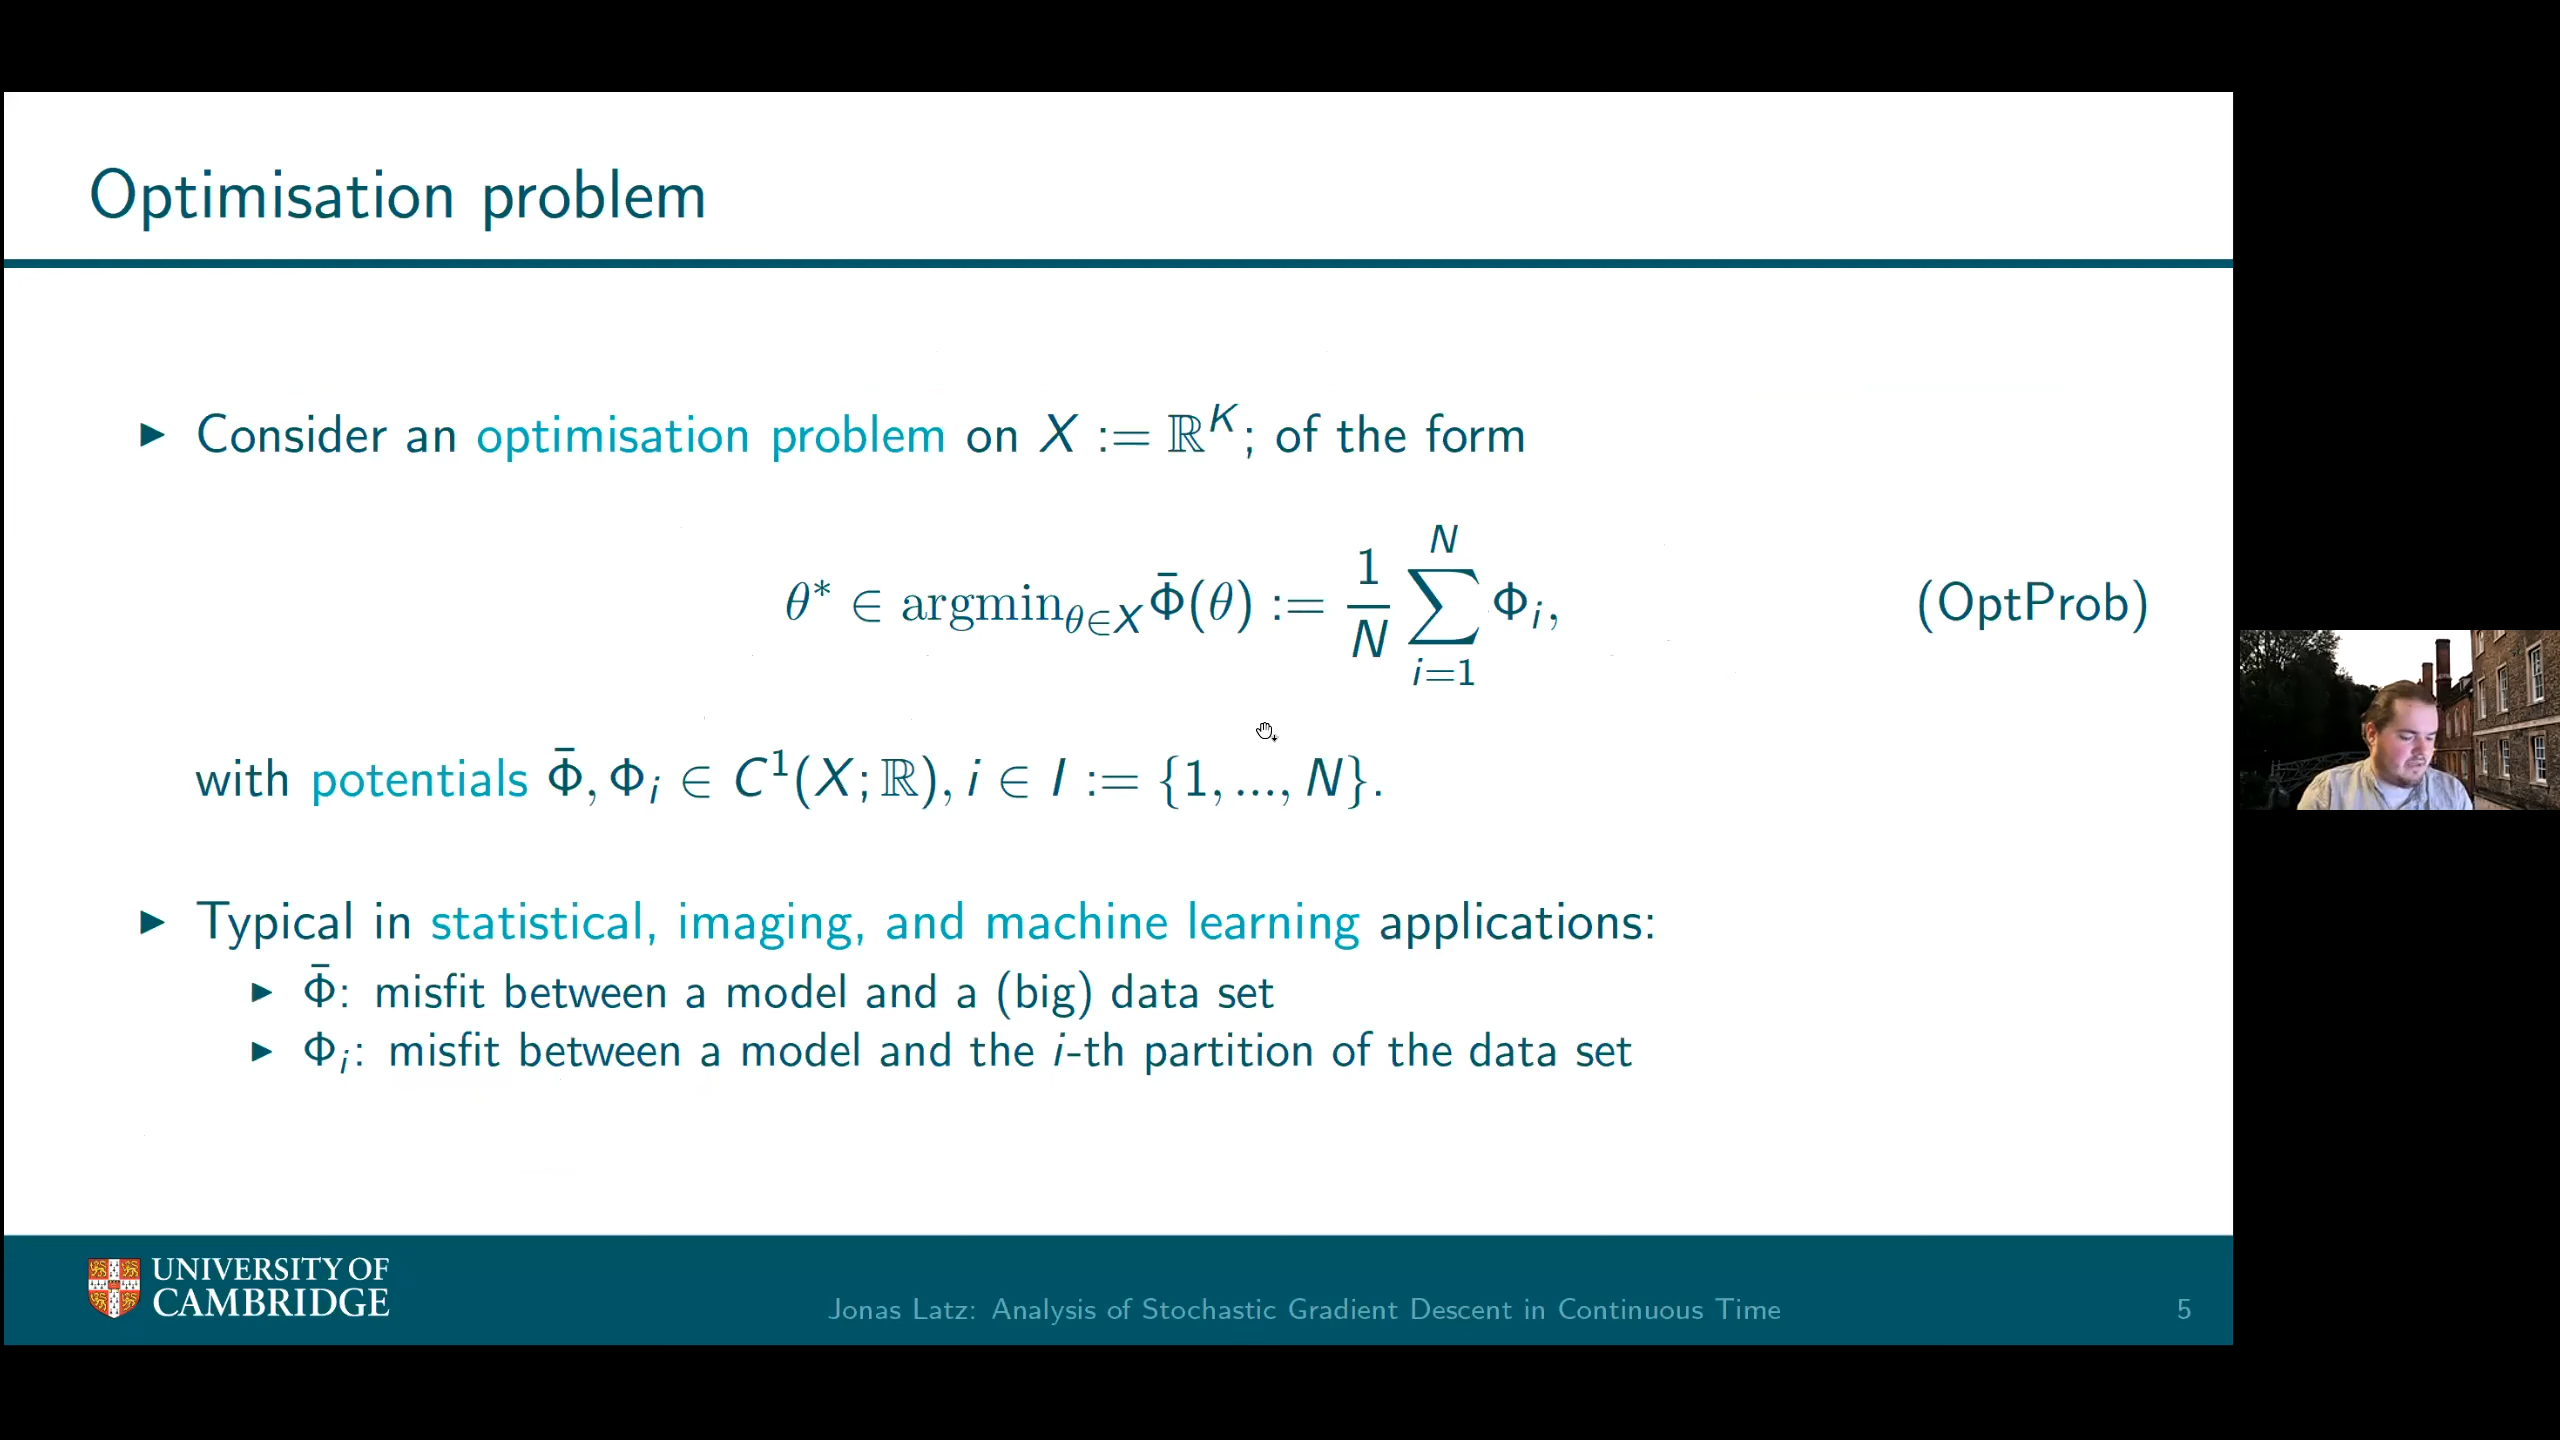 Optimisation problem
▶ Consider an optimisation problem on X := ℝ^K; of the form
θ* ∈ argmin_{θ∈X} Φ̄(θ) := 1/N ∑_{i=1}^{N} Φ_i, (OptProb)
with potentials Φ̄, Φ_i ∈ C¹(X; ℝ), i ∈ I := {1, ..., N}.
▶ Typical in statistical, imaging, and machine learning applications:
▶ Φ̄: misfit between a model and a (big) data set
▶ Φ_i: misfit between a model and the i-th partition of the data set
UNIVERSITY OF
CAMBRIDGE
Jonas Latz: Analysis of Stochastic Gradient Descent in Continuous Time 5